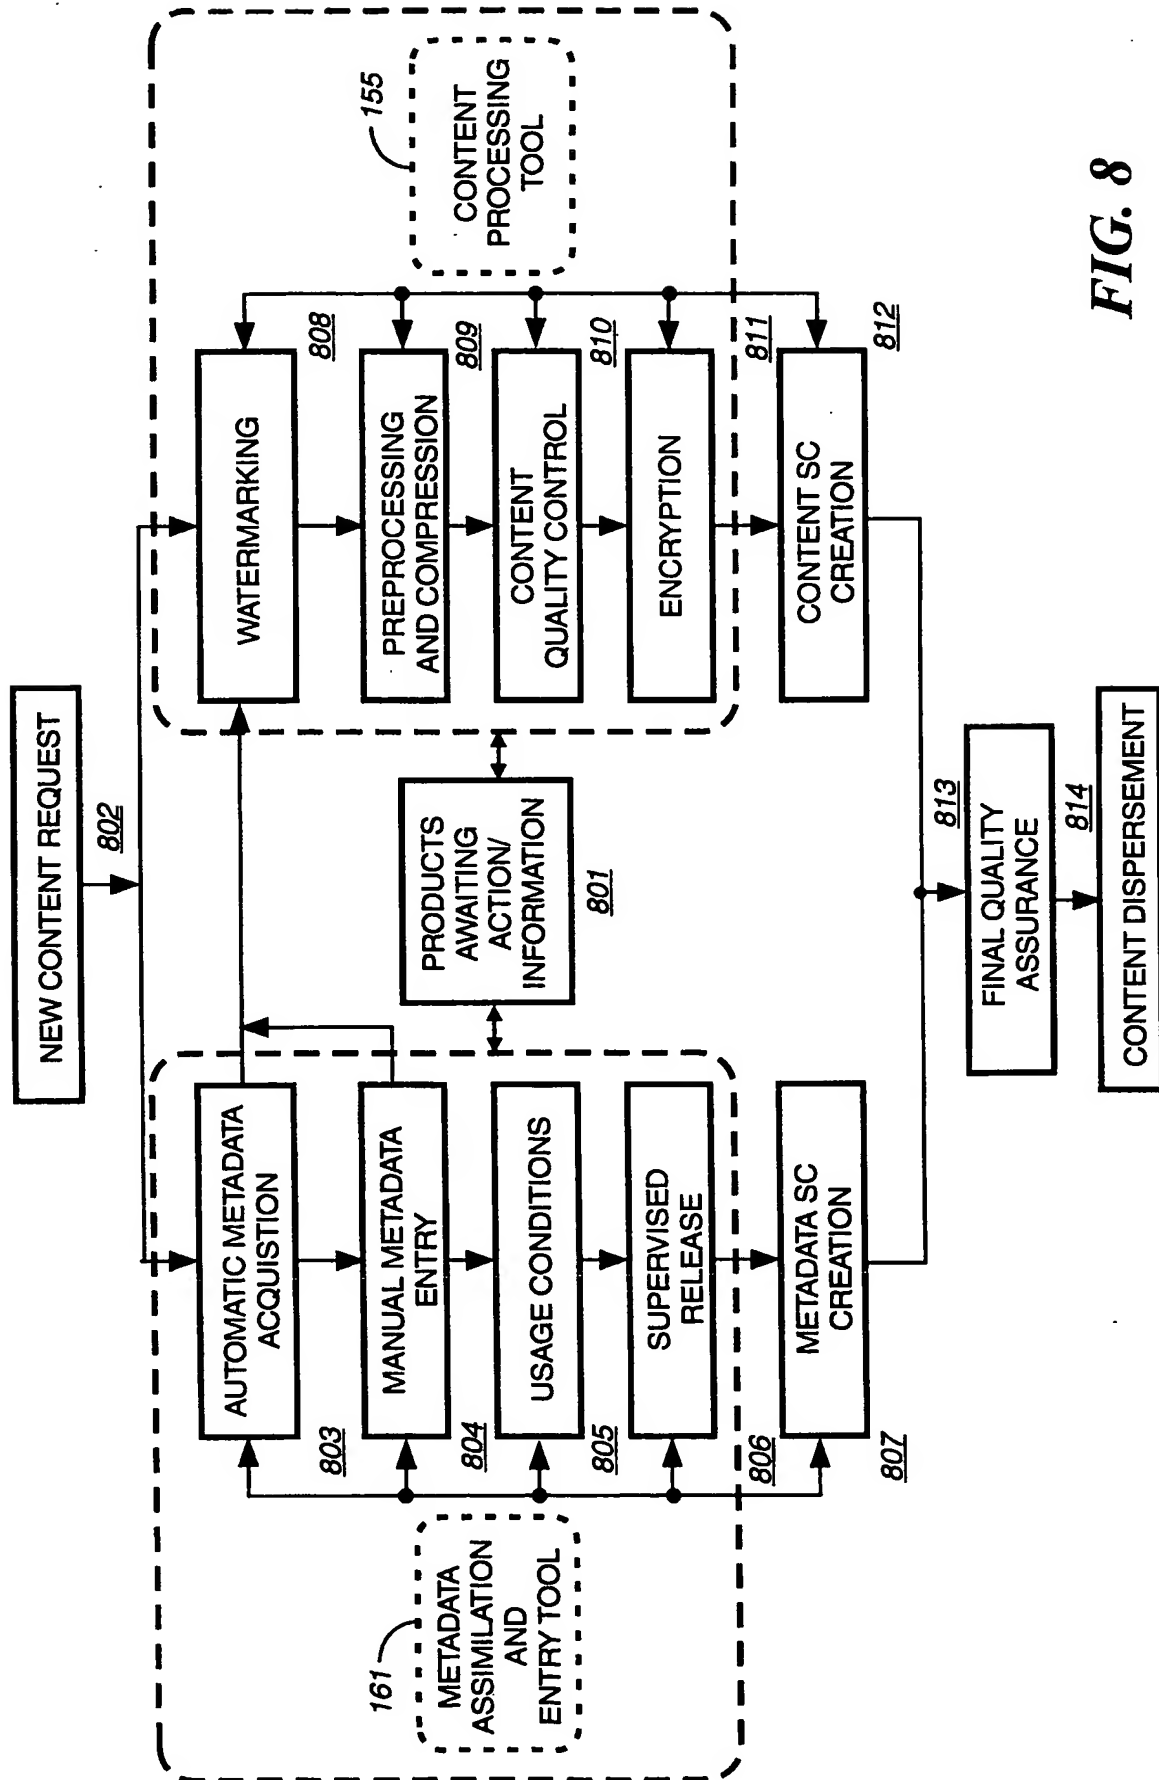 NEW CONTENT REQUEST
802
AUTOMATIC METADATA
ACQUISTION
803
MANUAL METADATA
ENTRY
804
USAGE CONDITIONS
805
SUPERVISED
RELEASE
806
METADATA SC
CREATION
807
161
METADATA
ASSIMILATION
AND
ENTRY TOOL
PRODUCTS
AWAITING
ACTION/
INFORMATION
801
WATERMARKING
808
PREPROCESSING
AND COMPRESSION
809
CONTENT
QUALITY CONTROL
810
ENCRYPTION
811
CONTENT SC
CREATION
812
155
CONTENT
PROCESSING
TOOL
FINAL QUALITY
ASSURANCE
813
CONTENT DISPERSEMENT
814
FIG. 8